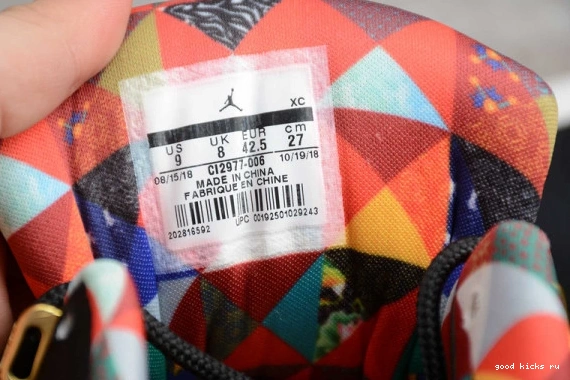 XC
US UK EUR cm
9 8 42.5 27
08/15/18 CI2977-006 10/19/18
MADE IN CHINA
FABRIQUE EN CHINE
202816592 UPC 00192501029243
good kicks ru